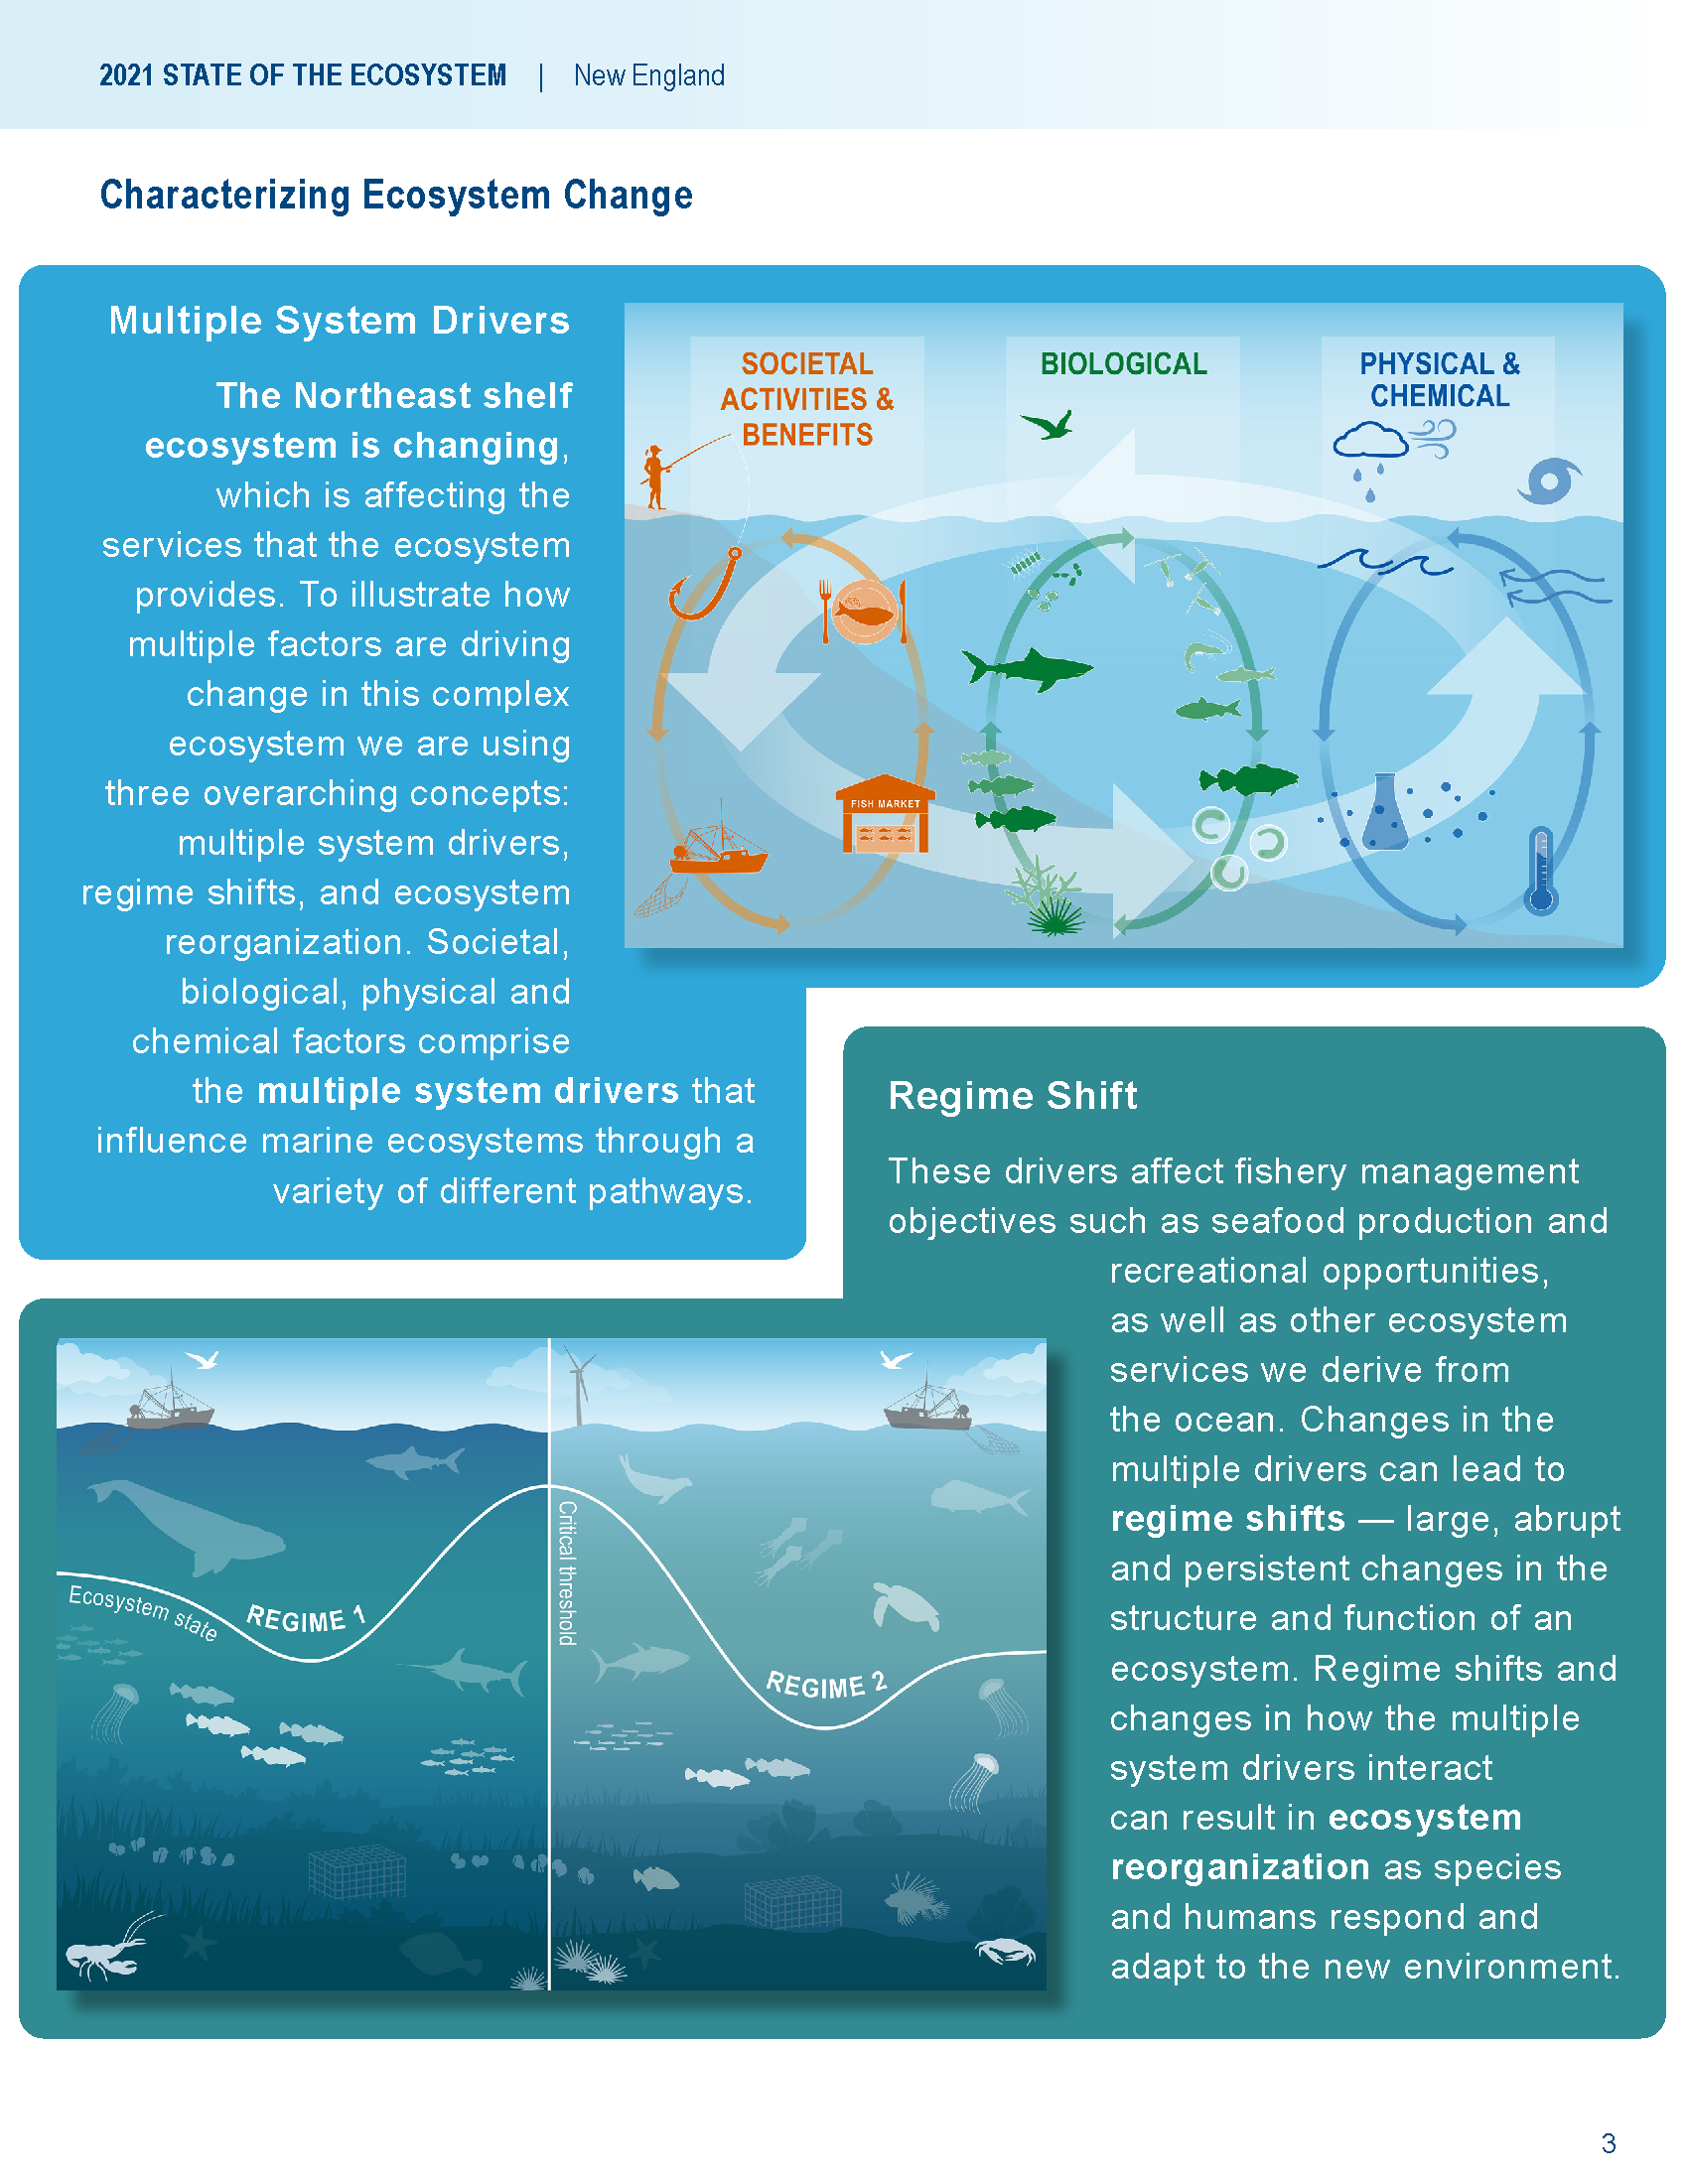 2021 STATE OF THE ECOSYSTEM | New England
Characterizing Ecosystem Change
Multiple System Drivers
The Northeast shelf
ecosystem is changing,
which is affecting the
services that the ecosystem
provides. To illustrate how
multiple factors are driving
change in this complex
ecosystem we are using
three overarching concepts:
multiple system drivers,
regime shifts, and ecosystem
reorganization. Societal,
biological, physical and
chemical factors comprise
the multiple system drivers that
influence marine ecosystems through a
variety of different pathways.
SOCIETAL
ACTIVITIES &
BENEFITS
BIOLOGICAL
PHYSICAL &
CHEMICAL
FISH MARKET
Regime Shift
These drivers affect fishery management
objectives such as seafood production and
recreational opportunities,
as well as other ecosystem
services we derive from
the ocean. Changes in the
multiple drivers can lead to
regime shifts — large, abrupt
and persistent changes in the
structure and function of an
ecosystem. Regime shifts and
changes in how the multiple
system drivers interact
can result in ecosystem
reorganization as species
and humans respond and
adapt to the new environment.
Ecosystem state
REGIME 1
Critical threshold
REGIME 2
3